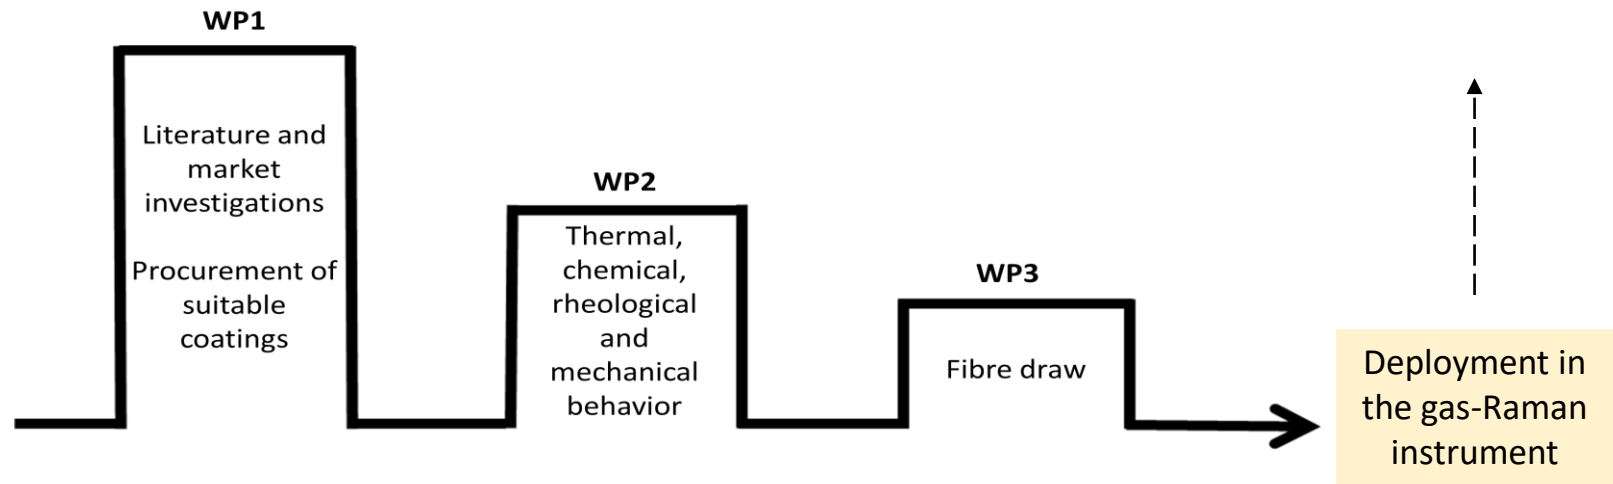 WP1
Literature and
market
investigations
Procurement of
suitable
coatings
WP2
Thermal,
chemical,
rheological
and
mechanical
behavior
WP3
Fibre draw
Deployment in
the gas-Raman
instrument